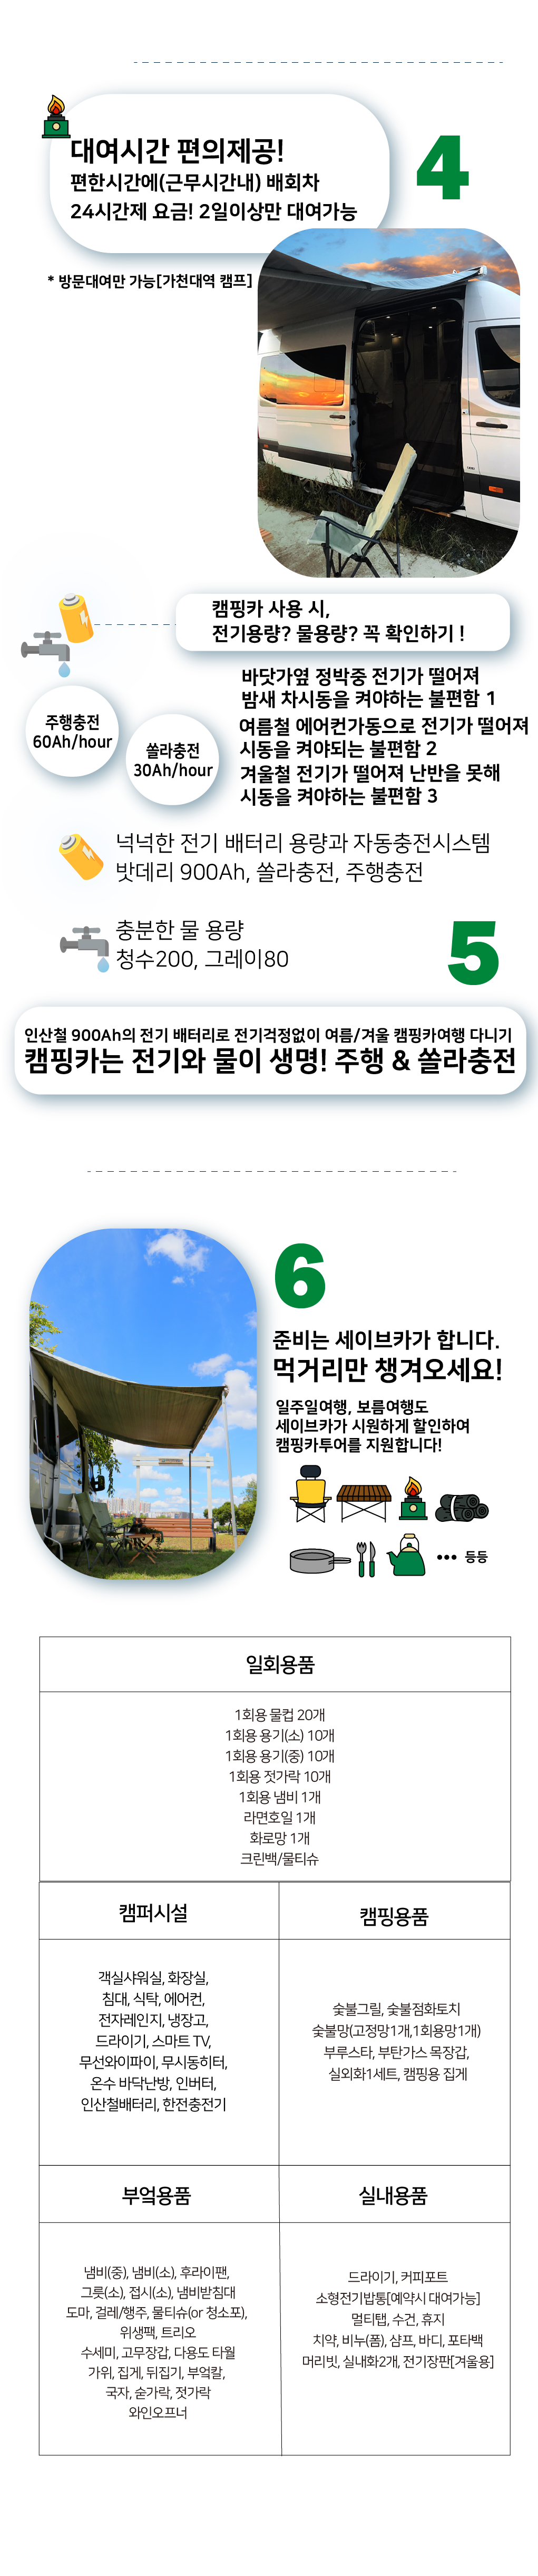 대여시간 편의제공!
편한시간에(근무시간내) 배회차
24시간제 요금! 2일이상만 대여가능
4
* 방문대여만 가능[가천대역 캠프]
캠핑카 사용 시,
전기용량? 물용량? 꼭 확인하기 !
주행충전
60Ah/hour
쏠라충전
30Ah/hour
바닷가옆 정박중 전기가 떨어져
밤새 차시동을 켜야하는 불편함 1
여름철 에어컨가동으로 전기가 떨어져
시동을 켜야되는 불편함 2
겨울철 전기가 떨어져 난반을 못해
시동을 켜야하는 불편함 3
넉넉한 전기 배터리 용량과 자동충전시스템
밧데리 900Ah, 쏠라충전, 주행충전
충분한 물 용량
청수200, 그레이80
5
인산철 900Ah의 전기 배터리로 전기걱정없이 여름/겨울 캠핑카여행 다니기
캠핑카는 전기와 물이 생명! 주행 & 쏠라충전
6
준비는 세이브카가 합니다.
먹거리만 챙겨오세요!
일주일여행, 보름여행도
세이브카가 시원하게 할인하여
캠핑카투어를 지원합니다!
••• 등등
일회용품
1회용 물컵 20개
1회용 용기(소) 10개
1회용 용기(중) 10개
1회용 젓가락 10개
1회용 냄비 1개
라면호일 1개
화로망 1개
크린백/물티슈
캠퍼시설
객실샤워실, 화장실,
침대, 식탁, 에어컨,
전자레인지, 냉장고,
드라이기, 스마트 TV,
무선와이파이, 무시동히터,
온수 바닥난방, 인버터,
인산철배터리, 한전충전기
캠핑용품
숯불그릴, 숯불점화토치
숯불망(고정망1개,1회용망1개)
부루스타, 부탄가스 목장갑,
실외화1세트, 캠핑용 집게
부엌용품
냄비(중), 냄비(소), 후라이팬,
그릇(소), 접시(소), 냄비받침대
도마, 걸레/행주, 물티슈(or 청소포),
위생팩, 트리오
수세미, 고무장갑, 다용도 타월
가위, 집게, 뒤집기, 부엌칼,
국자, 숟가락, 젓가락
와인오프너
실내용품
드라이기, 커피포트
소형전기밥통[예약시 대여가능]
멀티탭, 수건, 휴지
치약, 비누(폼), 샴프, 바디, 포타백
머리빗, 실내화2개, 전기장판[겨울용]